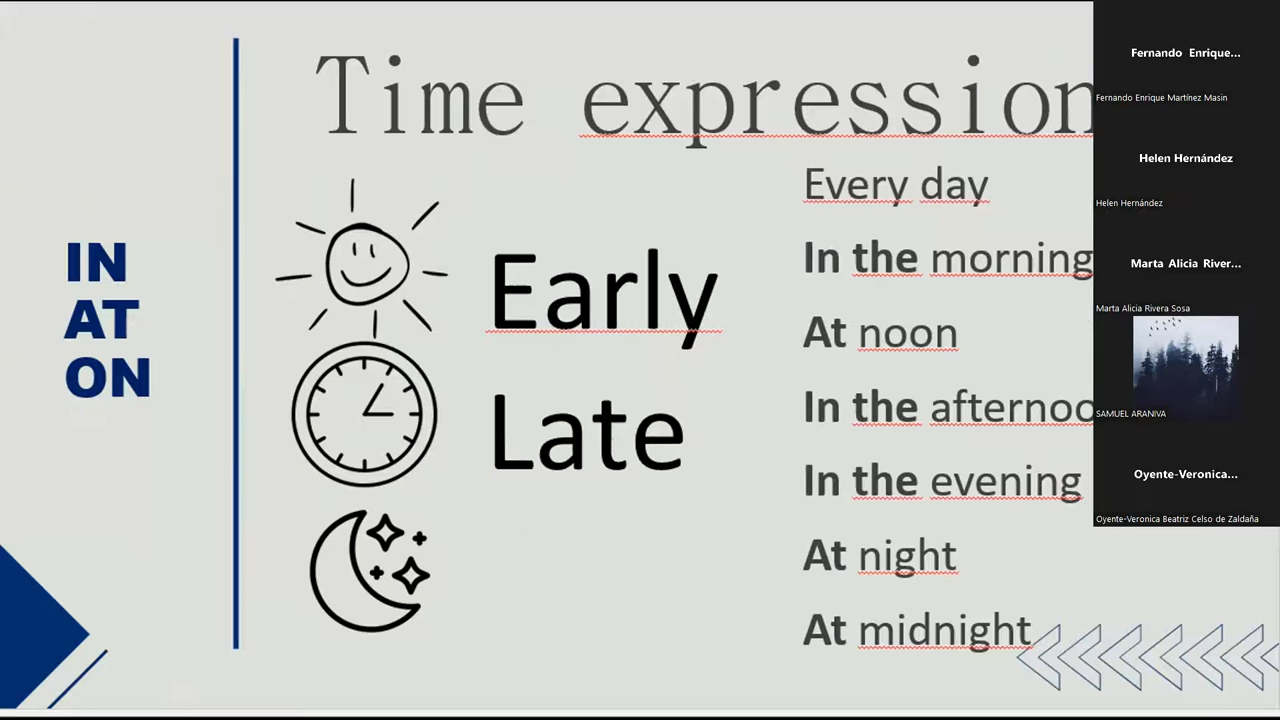 Time expression
IN
AT
ON
Early
Late
Every day
In the morning
At noon
In the afternoo
In the evening
At night
At midnight
Fernando Enrique...
Fernando Enrique Martínez Masin
Helen Hernández
Helen Hernández
Marta Alicia River...
Marta Alicia Rivera Sosa
SAMUEL ARANIVA
Oyente-Veronica...
Oyente-Veronica Beatriz Celso de Zaldaña